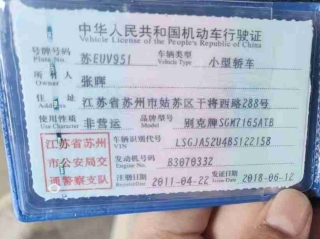 中华人民共和国机动车行驶证
Vehicle License of the People's Republic of China
号牌号码 苏EUV951 车辆类型 小型轿车
Plate No. Vehicle Type
所有人 张晖
Owner
住址 江苏省苏州市姑苏区干将西路288号
Address
使用性质 非营运 品牌型号 别克牌SGM7165ATB
Use Character Model
江苏省苏州市公安局交通警察支队
车辆识别代号 LSGJA52U4BS122158
VIN
发动机号码 B307033Z
Engine No.
注册日期 2011-04-22 发证日期 2018-06-12
Register Date Issue Date